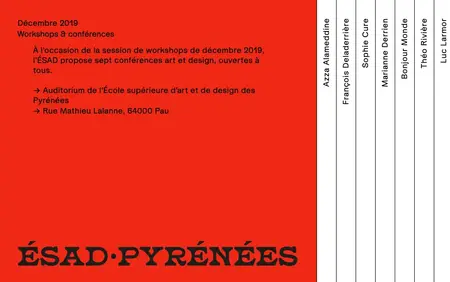 Décembre 2019
Workshops & conférences
À l'occasion de la session de workshops de décembre 2019,
l'ÉSAD propose sept conférences art et design, ouvertes à
tous.
→ Auditorium de l'École supérieure d'art et de design des
Pyrénées
→ Rue Mathieu Lalanne, 64000 Pau
ÉSAD·PYRÉNÉES
Azza Alameddine
François Deladerrière
Sophie Cure
Marianne Derrien
Bonjour Monde
Théo Rivière
Luc Larmor